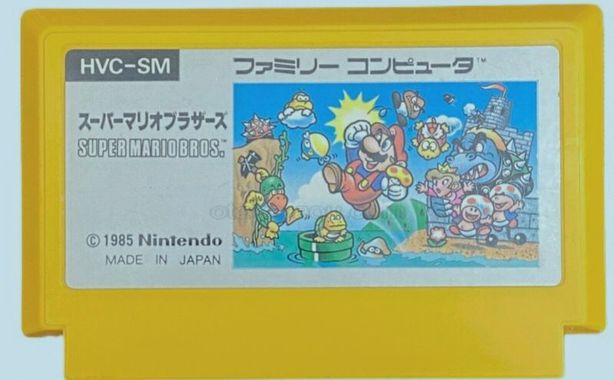 HVC-SM
ファミリー コンピュータ™
スーパーマリオブラザーズ
SUPER MARIO BROS.™
© 1985 Nintendo
MADE IN JAPAN